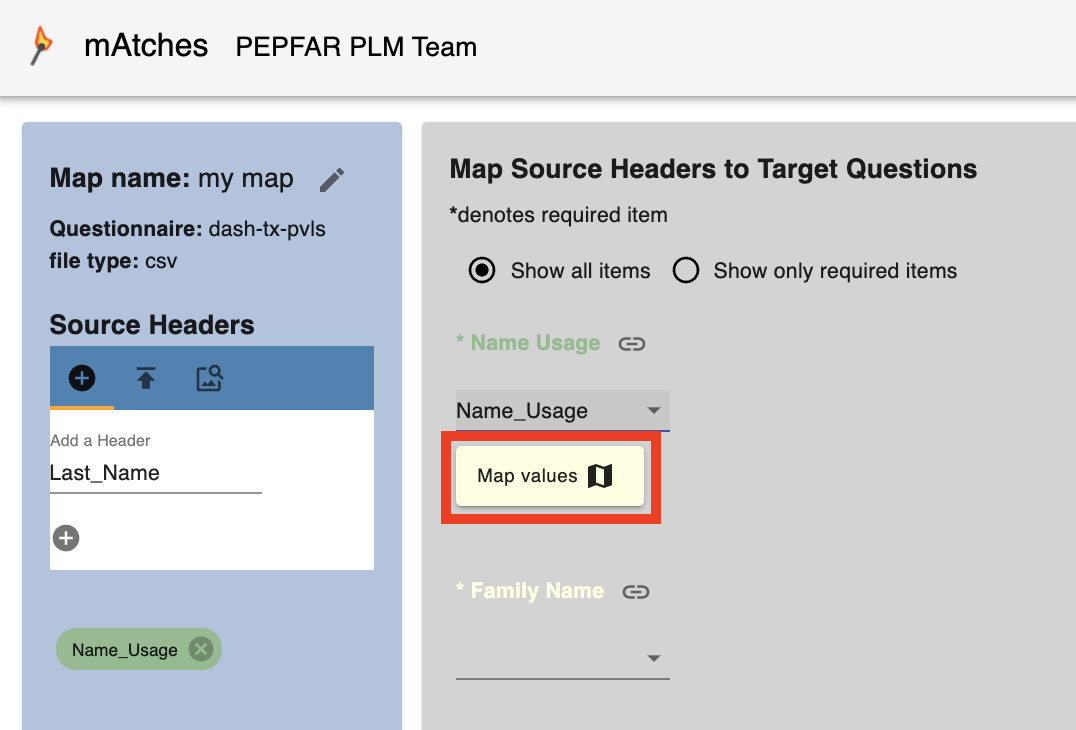 mAtches PEPFAR PLM Team
Map name: my map
Questionnaire: dash-tx-pvls
file type: csv
Source Headers
Add a Header
Last_Name
Name_Usage
Map Source Headers to Target Questions
*denotes required item
Show all items Show only required items
* Name Usage
Name_Usage
Map values
* Family Name